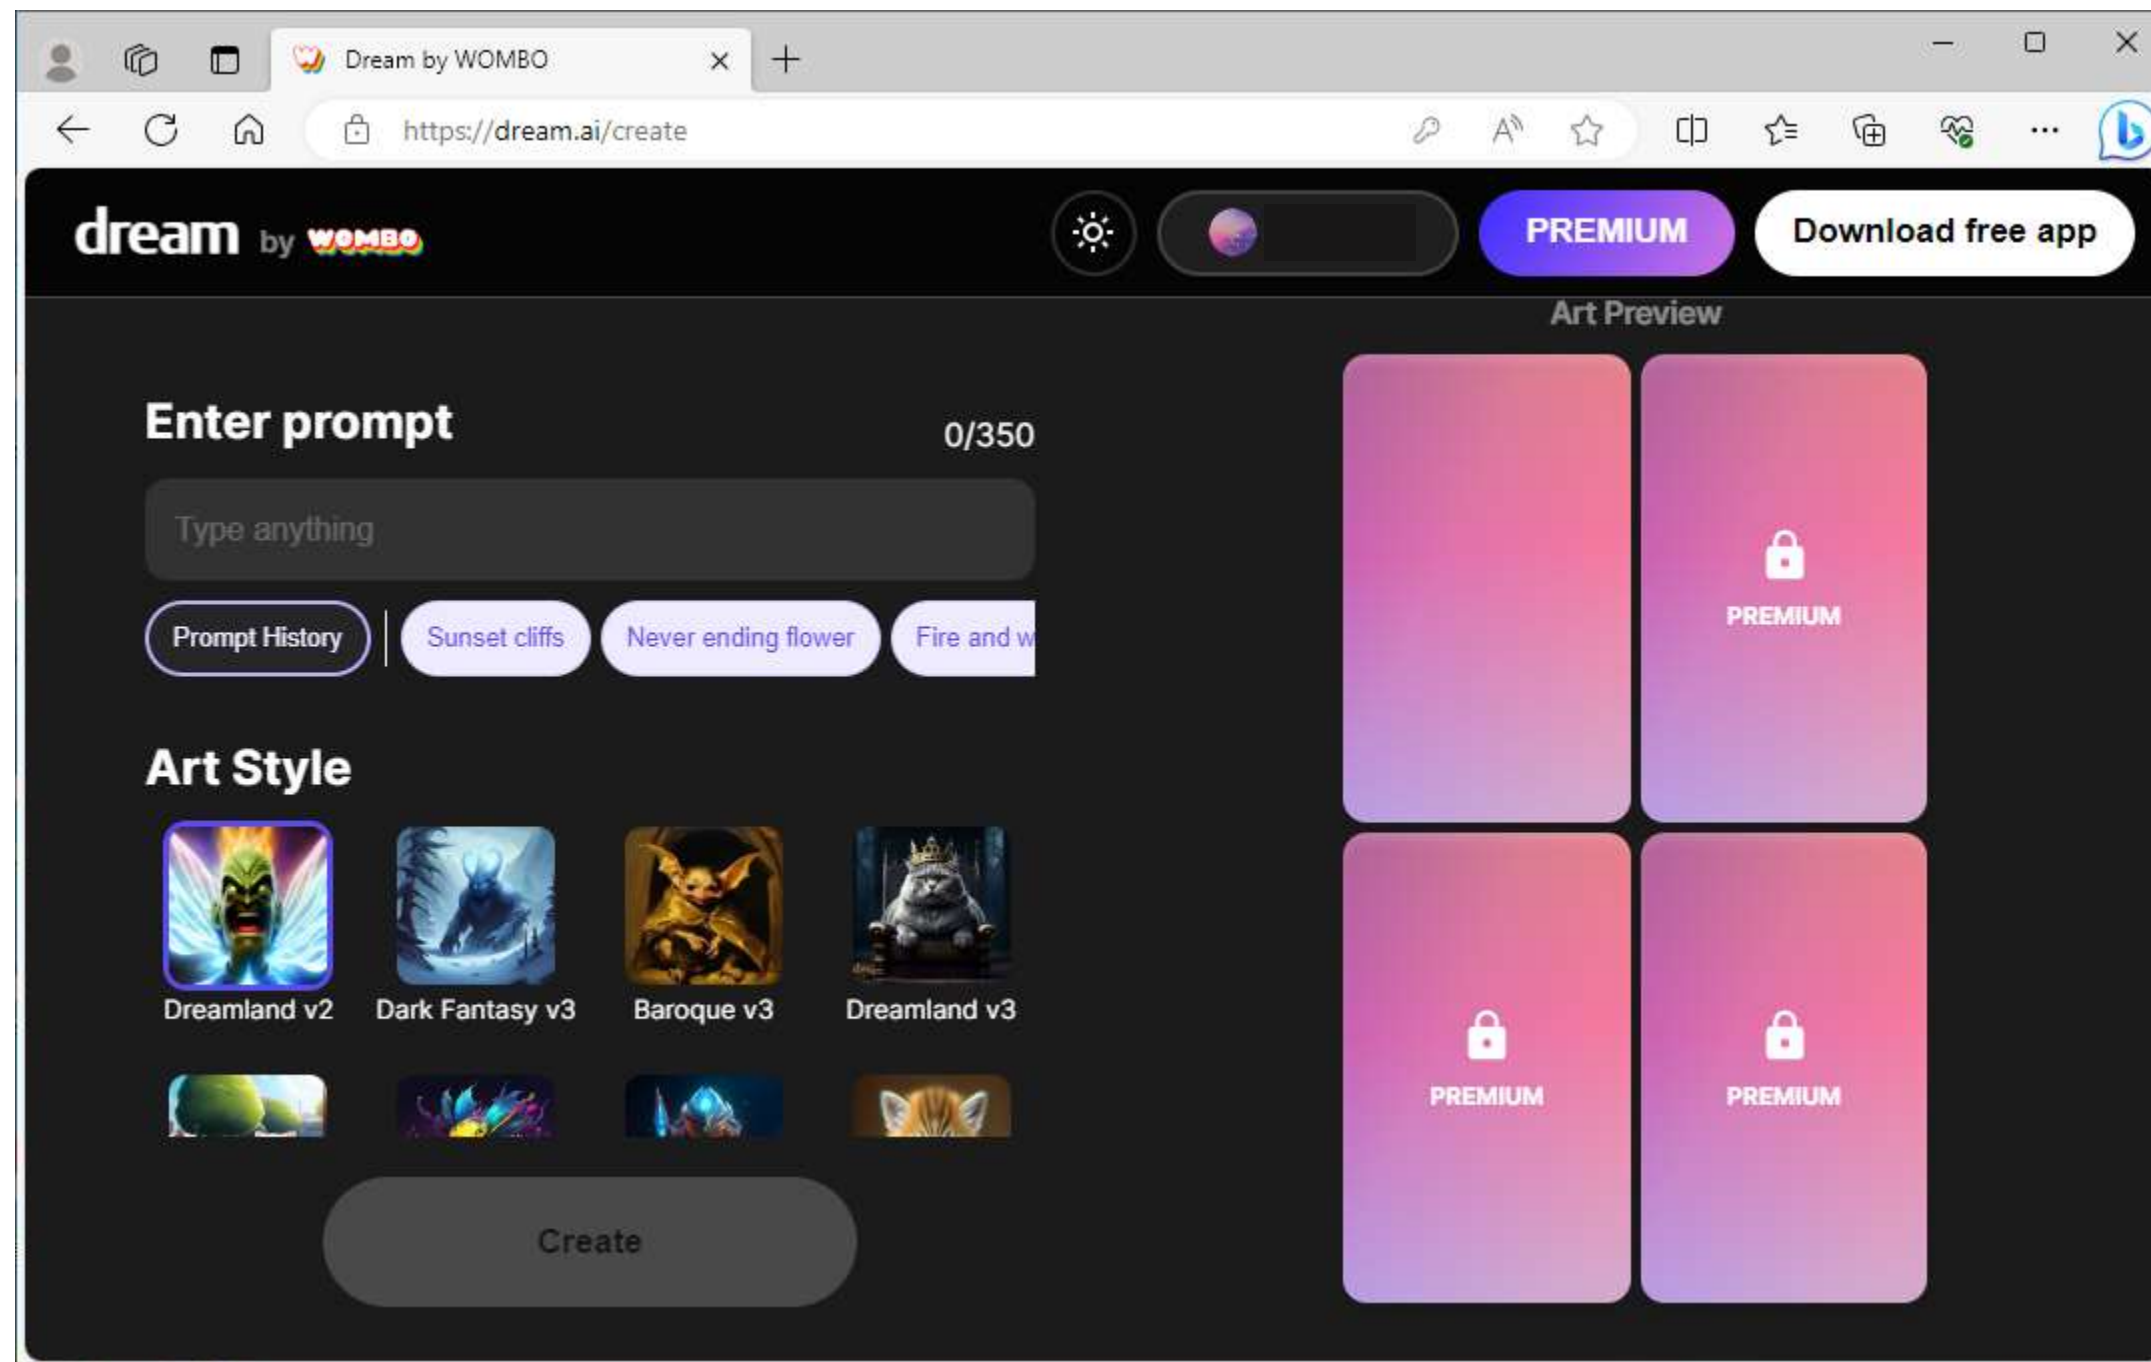 Dream by WOMBO
https://dream.ai/create
dream by WOMBO
PREMIUM
Download free app
Art Preview
Enter prompt
0/350
Type anything
Prompt History
Sunset cliffs
Never ending flower
Fire and w
Art Style
Dreamland v2
Dark Fantasy v3
Baroque v3
Dreamland v3
Create
PREMIUM
PREMIUM
PREMIUM